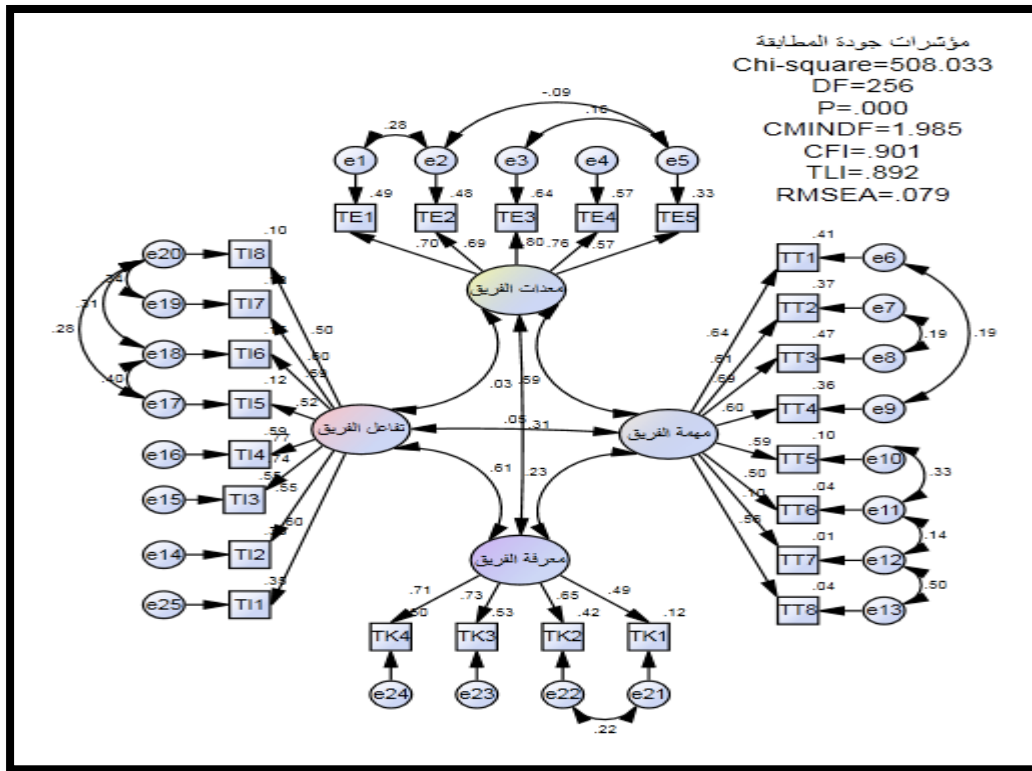 مؤشرات جودة المطابقة
Chi-square=508.033
DF=256
P=.000
CMINDF=1.985
CFI=.901
TLI=.892
RMSEA=.079
-.09
.28
e1 e2 e3 e4 e5
.49 .48 .64 .57 .33
TE1 TE2 TE3 TE4 TE5
.70 .69 .80 .76 .57
معدات الفريق
.10
e20 TI8
e19 TI7
.31
.28
e18 TI6
.40
.12
e17 TI5
.50
.52
.59
e16 TI4
e15 TI3
.55
e14 TI2
.60
.35
e25 TI1
تفاعل الفريق
.03 .59
.05
.31
.61 .23
مهمة الفريق
.41
TT1 e6
.37
TT2 e7
.47
.19
TT3 e8
.19
.36
TT4 e9
.10
TT5 e10
.33
.04
TT6 e11
.14
.01
TT7 e12
.50
.04
TT8 e13
.64
.61
.69
.60
.59
.50
معرفة الفريق
.71 .73 .65 .49
.53 .42 .12
TK4 TK3 TK2 TK1
e24 e23 e22 e21
.22